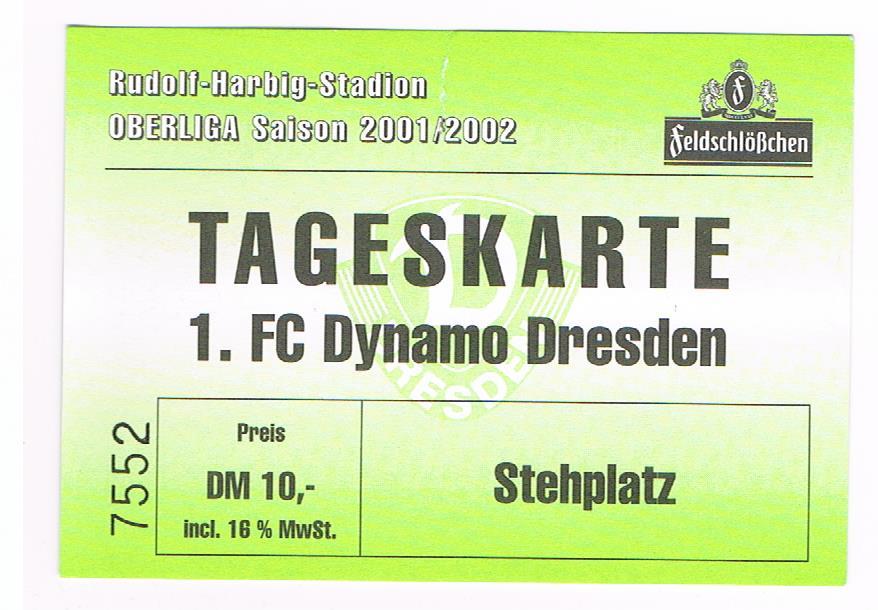 Rudolf-Harbig-Stadion
OBERLIGA Saison 2001/2002
F
Feldschlößchen
TAGESKARTE
1. FC Dynamo Dresden
D
DRESDEN
7552
Preis
DM 10,-
incl. 16 % MwSt.
Stehplatz